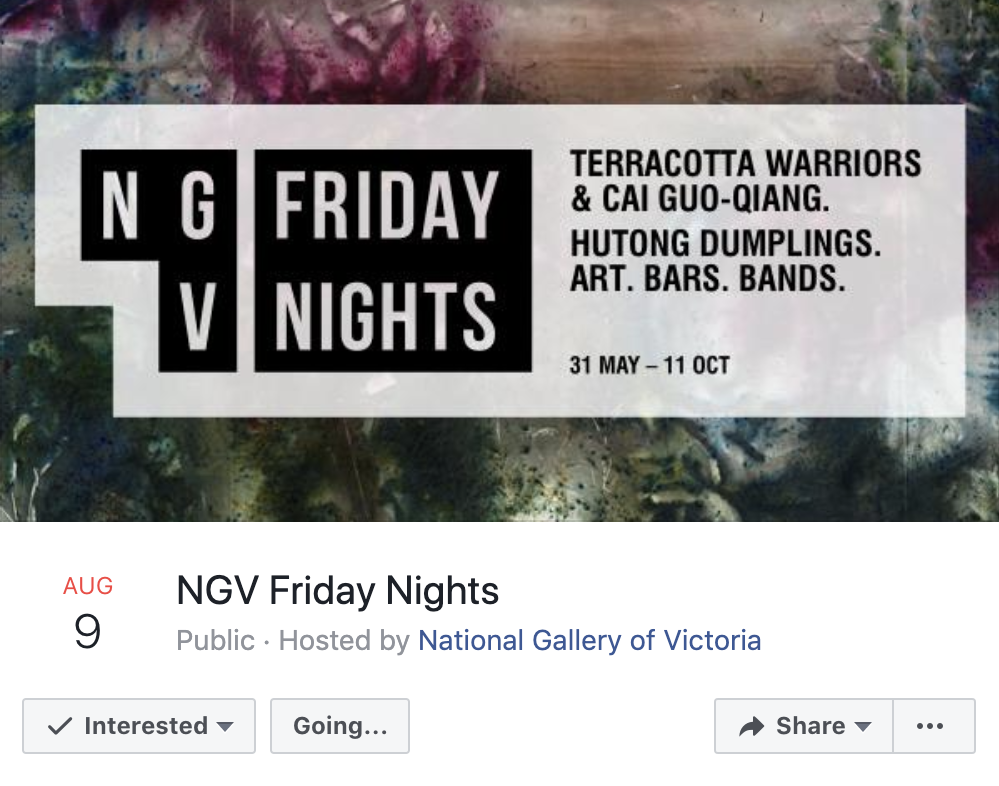 NGV
FRIDAY
NIGHTS
TERRACOTTA WARRIORS
& CAI GUO-QIANG.
HUTONG DUMPLINGS.
ART. BARS. BANDS.
31 MAY – 11 OCT
AUG
9
NGV Friday Nights
Public · Hosted by National Gallery of Victoria
Interested
Going...
Share